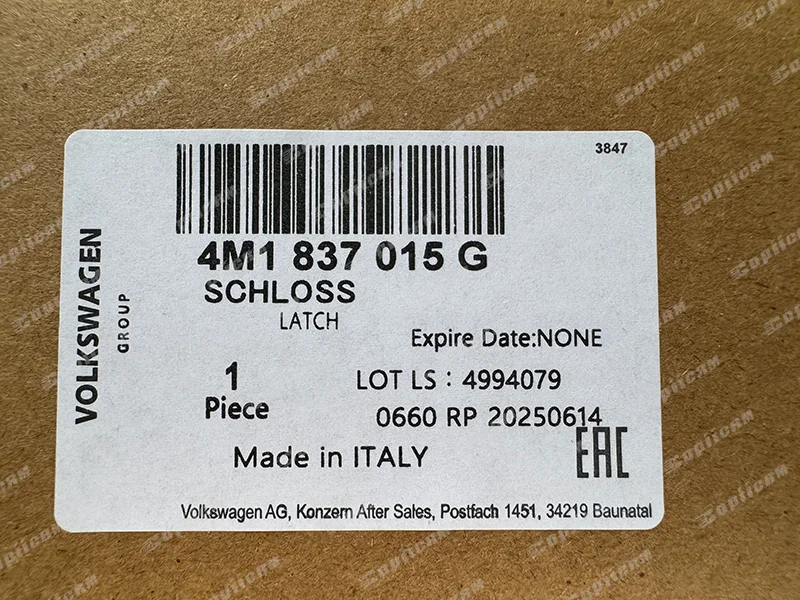 3847
4M1 837 015 G
SCHLOSS
LATCH
VOLKSWAGEN
GROUP
Expire Date:NONE
1
Piece
LOT LS : 4994079
0660 RP 20250614
EAC
Made in ITALY
Volkswagen AG, Konzern After Sales, Postfach 1451, 34219 Baunatal